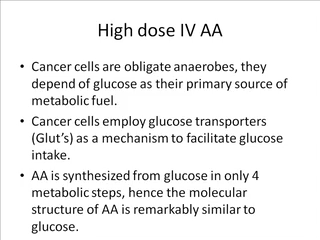 High dose IV AA
• Cancer cells are obligate anaerobes, they
depend of glucose as their primary source of
metabolic fuel.
• Cancer cells employ glucose transporters
(Glut’s) as a mechanism to facilitate glucose
intake.
• AA is synthesized from glucose in only 4
metabolic steps, hence the molecular
structure of AA is remarkably similar to
glucose.